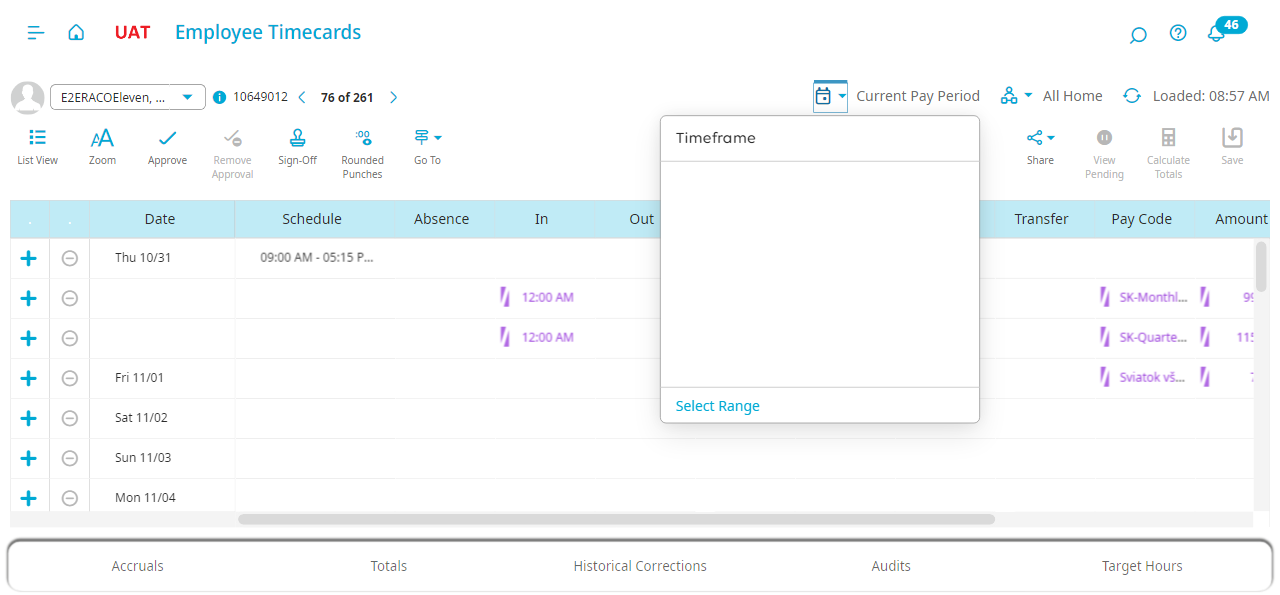 UAT Employee Timecards 46
E2ERACOEleven, ... 10649012 76 of 261 Current Pay Period All Home Loaded: 08:57 AM
List View Zoom Approve Remove Approval Sign-Off :00 Rounded Punches Go To Share View Pending Calculate Totals Save
Timeframe
Select Range
. . Date Schedule Absence In Out Transfer Pay Code Amount
Thu 10/31 09:00 AM - 05:15 P...
12:00 AM SK-Monthl... 99
12:00 AM SK-Quarte... 115
Fri 11/01 Sviatok vš...
Sat 11/02
Sun 11/03
Mon 11/04
Accruals Totals Historical Corrections Audits Target Hours